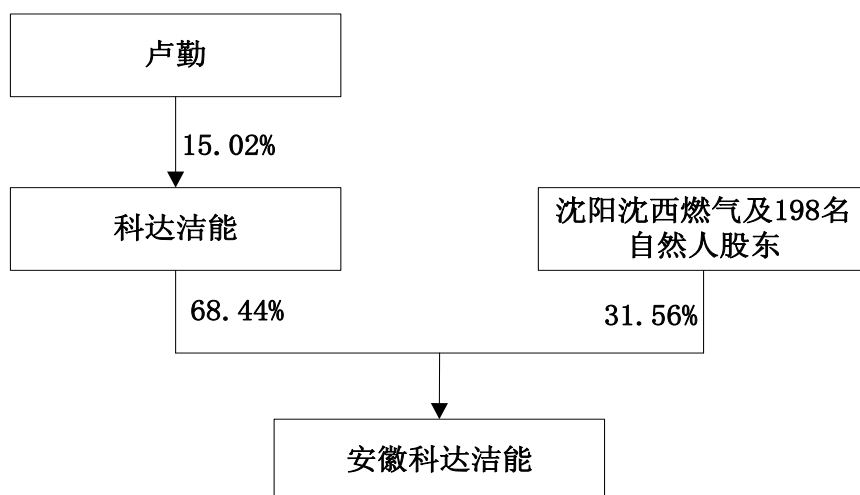 卢勤
15.02%
科达洁能
沈阳沈西燃气及198名
自然人股东
68.44%
31.56%
安徽科达洁能